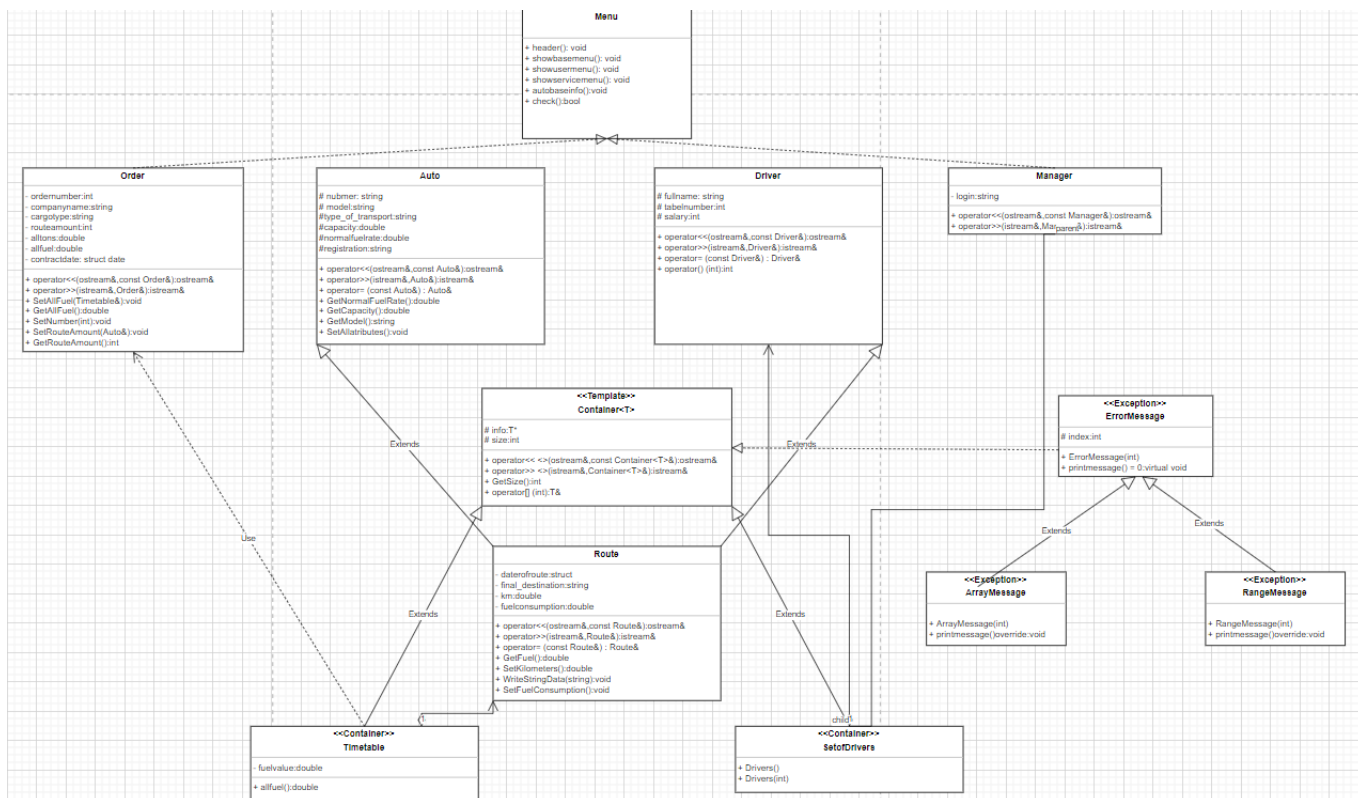 Menu
+ header(): void
+ showbasemenu(): void
+ showusermenu(): void
+ showservicemenu(): void
+ autobaseinfo():void
+ check():bool
Order
- ordernumber:int
- companyname:string
- cargotype:string
- routeamount:int
- alltons:double
- allfuel:double
- contractdate: struct date
+ operator<<(ostream&,const Order&):ostream&
+ operator>>(istream&,Order&):istream&
+ SetAllFuel(Timetable&):void
+ GetAllFuel():double
+ SetNumber(int):void
+ SetRouteAmount(Auto&):void
+ GetRouteAmount():int
Auto
# nubmer: string
# model:string
#type_of_transport:string
#capacity:double
#normalfuelrate:double
#registration:string
+ operator<<(ostream&,const Auto&):ostream&
+ operator>>(istream&,Auto&):istream&
+ operator= (const Auto&) : Auto&
+ GetNormalFuelRate():double
+ GetCapacity():double
+ GetModel():string
+ SetAllatributes():void
Driver
# fullname: string
# tabelnumber:int
# salary:int
+ operator<<(ostream&,const Driver&):ostream&
+ operator>>(istream&,Driver&):istream&
+ operator= (const Driver&) : Driver&
+ operator() (int):int
Manager
- login:string
+ operator<<(ostream&,const Manager&):ostream&
+ operator>>(istream&,&):istream&
parent
<<Template>>
Container<T>
# info:T*
# size:int
+ operator<< <>(ostream&,const Container<T>&):ostream&
+ operator>> <>(istream&,Container<T>&):istream&
+ GetSize():int
+ operator[] (int):T&
<<Exception>>
ErrorMessage
# index:int
+ ErrorMessage(int)
+ printmessage() = 0:virtual void
Extends
Extends
Use
Extends
Extends
Extends
Extends
Route
- daterofroute:struct
- final_destination:string
- km:double
- fuelconsumption:double
+ operator<<(ostream&,const Route&):ostream&
+ operator>>(istream&,Route&):istream&
+ operator= (const Route&) : Route&
+ GetFuel():double
+ SetKilometers():double
+ WriteStringData(string):void
+ SetFuelConsumption():void
<<Exception>>
ArrayMessage
+ ArrayMessage(int)
+ printmessage()override:void
<<Exception>>
RangeMessage
+ RangeMessage(int)
+ printmessage()override:void
<<Container>>
Timetable
- fuelvalue:double
+ allfuel():double
child
<<Container>>
SetofDrivers
+ Drivers()
+ Drivers(int)